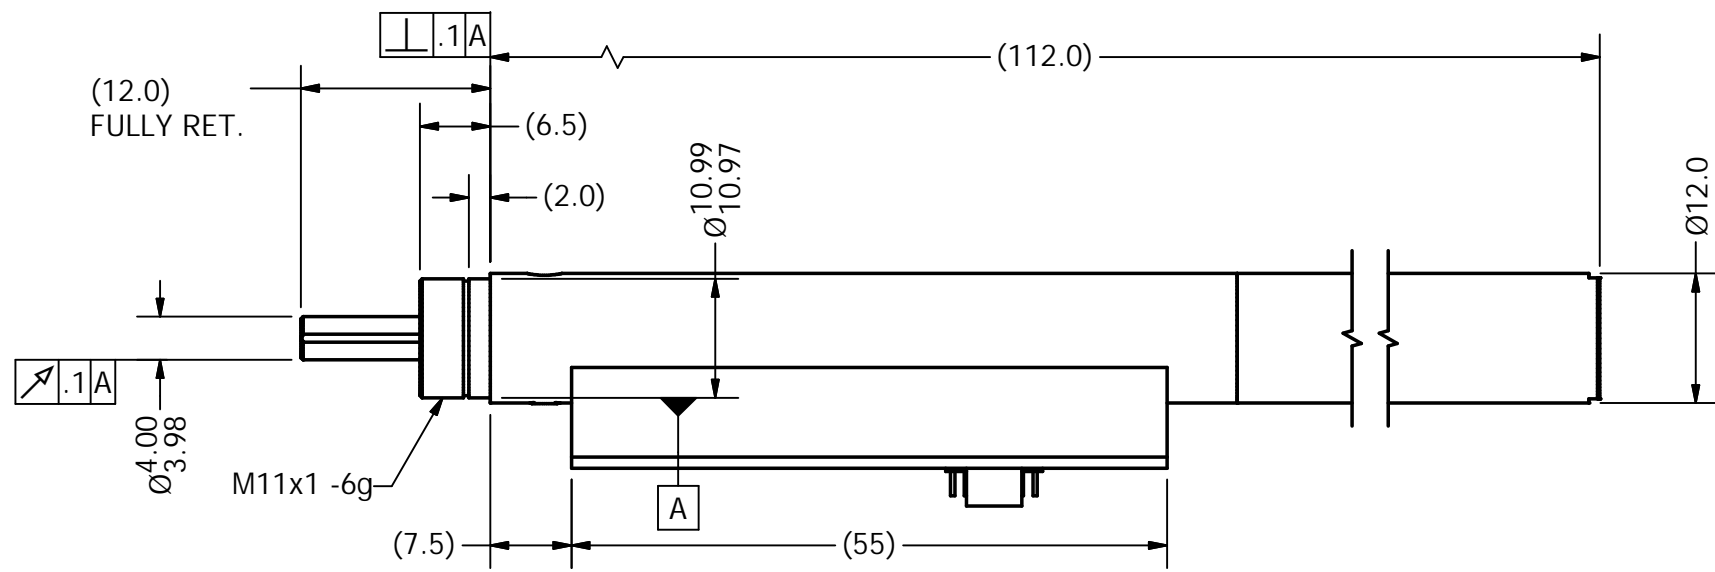 ⊥ .1 A
(112.0)
(12.0)
FULLY RET.
(6.5)
(2.0)
Ø10.99
10.97
Ø12.0
↗ .1 A
Ø4.00
3.98
M11x1 -6g
A
(7.5)
(55)